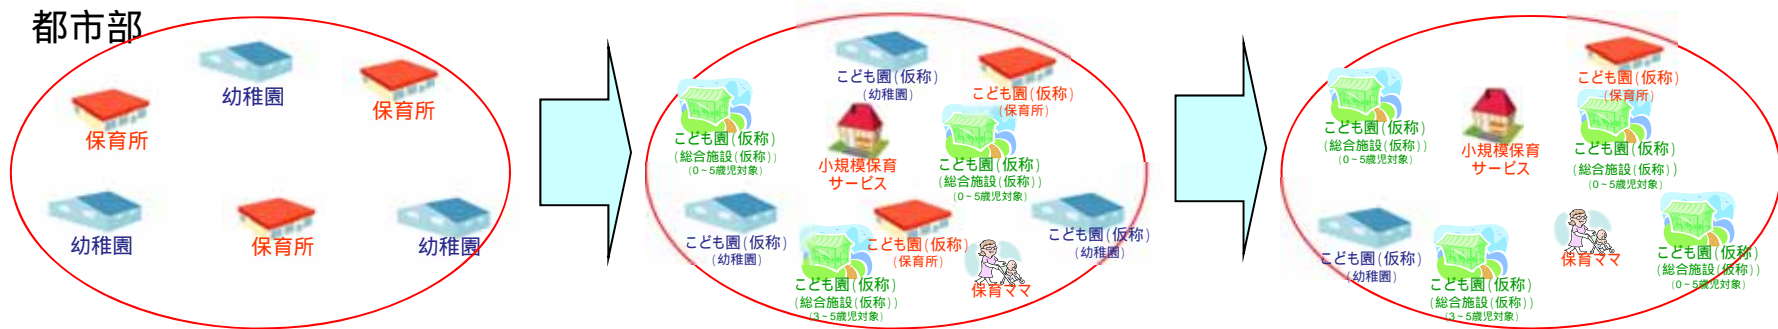 都市部
幼稚園
保育所
保育所
幼稚園
保育所
幼稚園
こども園(仮称)
(幼稚園)
こども園(仮称)
(保育所)
こども園(仮称)
(総合施設(仮称))
(0~5歳児対象)
小規模保育
サービス
こども園(仮称)
(総合施設(仮称))
(0~5歳児対象)
こども園(仮称)
(幼稚園)
こども園(仮称)
(保育所)
こども園(仮称)
(幼稚園)
こども園(仮称)
(総合施設(仮称))
(3~5歳児対象)
保育ママ
こども園(仮称)
(保育所)
こども園(仮称)
(総合施設(仮称))
(0~5歳児対象)
小規模保育
サービス
こども園(仮称)
(総合施設(仮称))
(0~5歳児対象)
こども園(仮称)
(幼稚園)
保育ママ
こども園(仮称)
(総合施設(仮称))
(0~5歳児対象)
こども園(仮称)
(総合施設(仮称))
(3~5歳児対象)